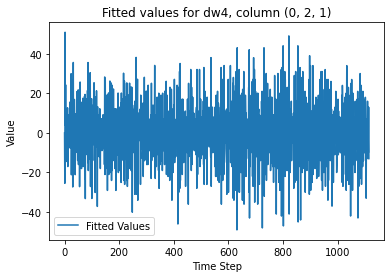 Fitted values for dw4, column (0, 2, 1)
Value
40
20
0
−20
−40
Fitted Values
0 200 400 600 800 1000
Time Step